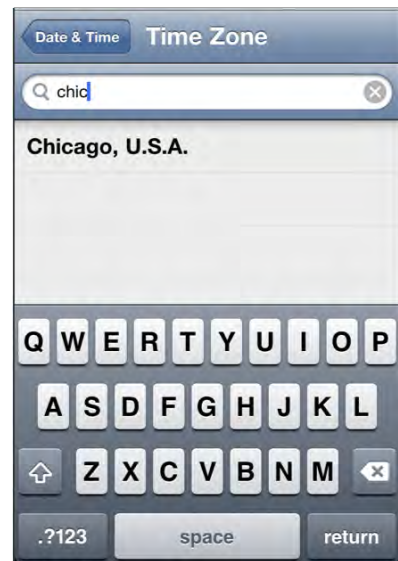 Date & Time Time Zone
chic
Chicago, U.S.A.
Q W E R T Y U I O P
A S D F G H J K L
Z X C V B N M
.?123 space return